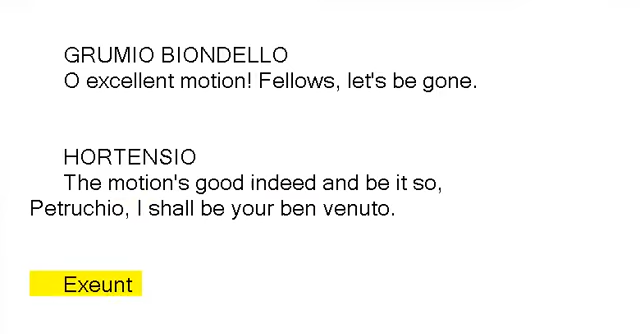 GRUMIO BIONDELLO
O excellent motion! Fellows, let's be gone.
HORTENSIO
The motion's good indeed and be it so,
Petruchio, I shall be your ben venuto.
Exeunt